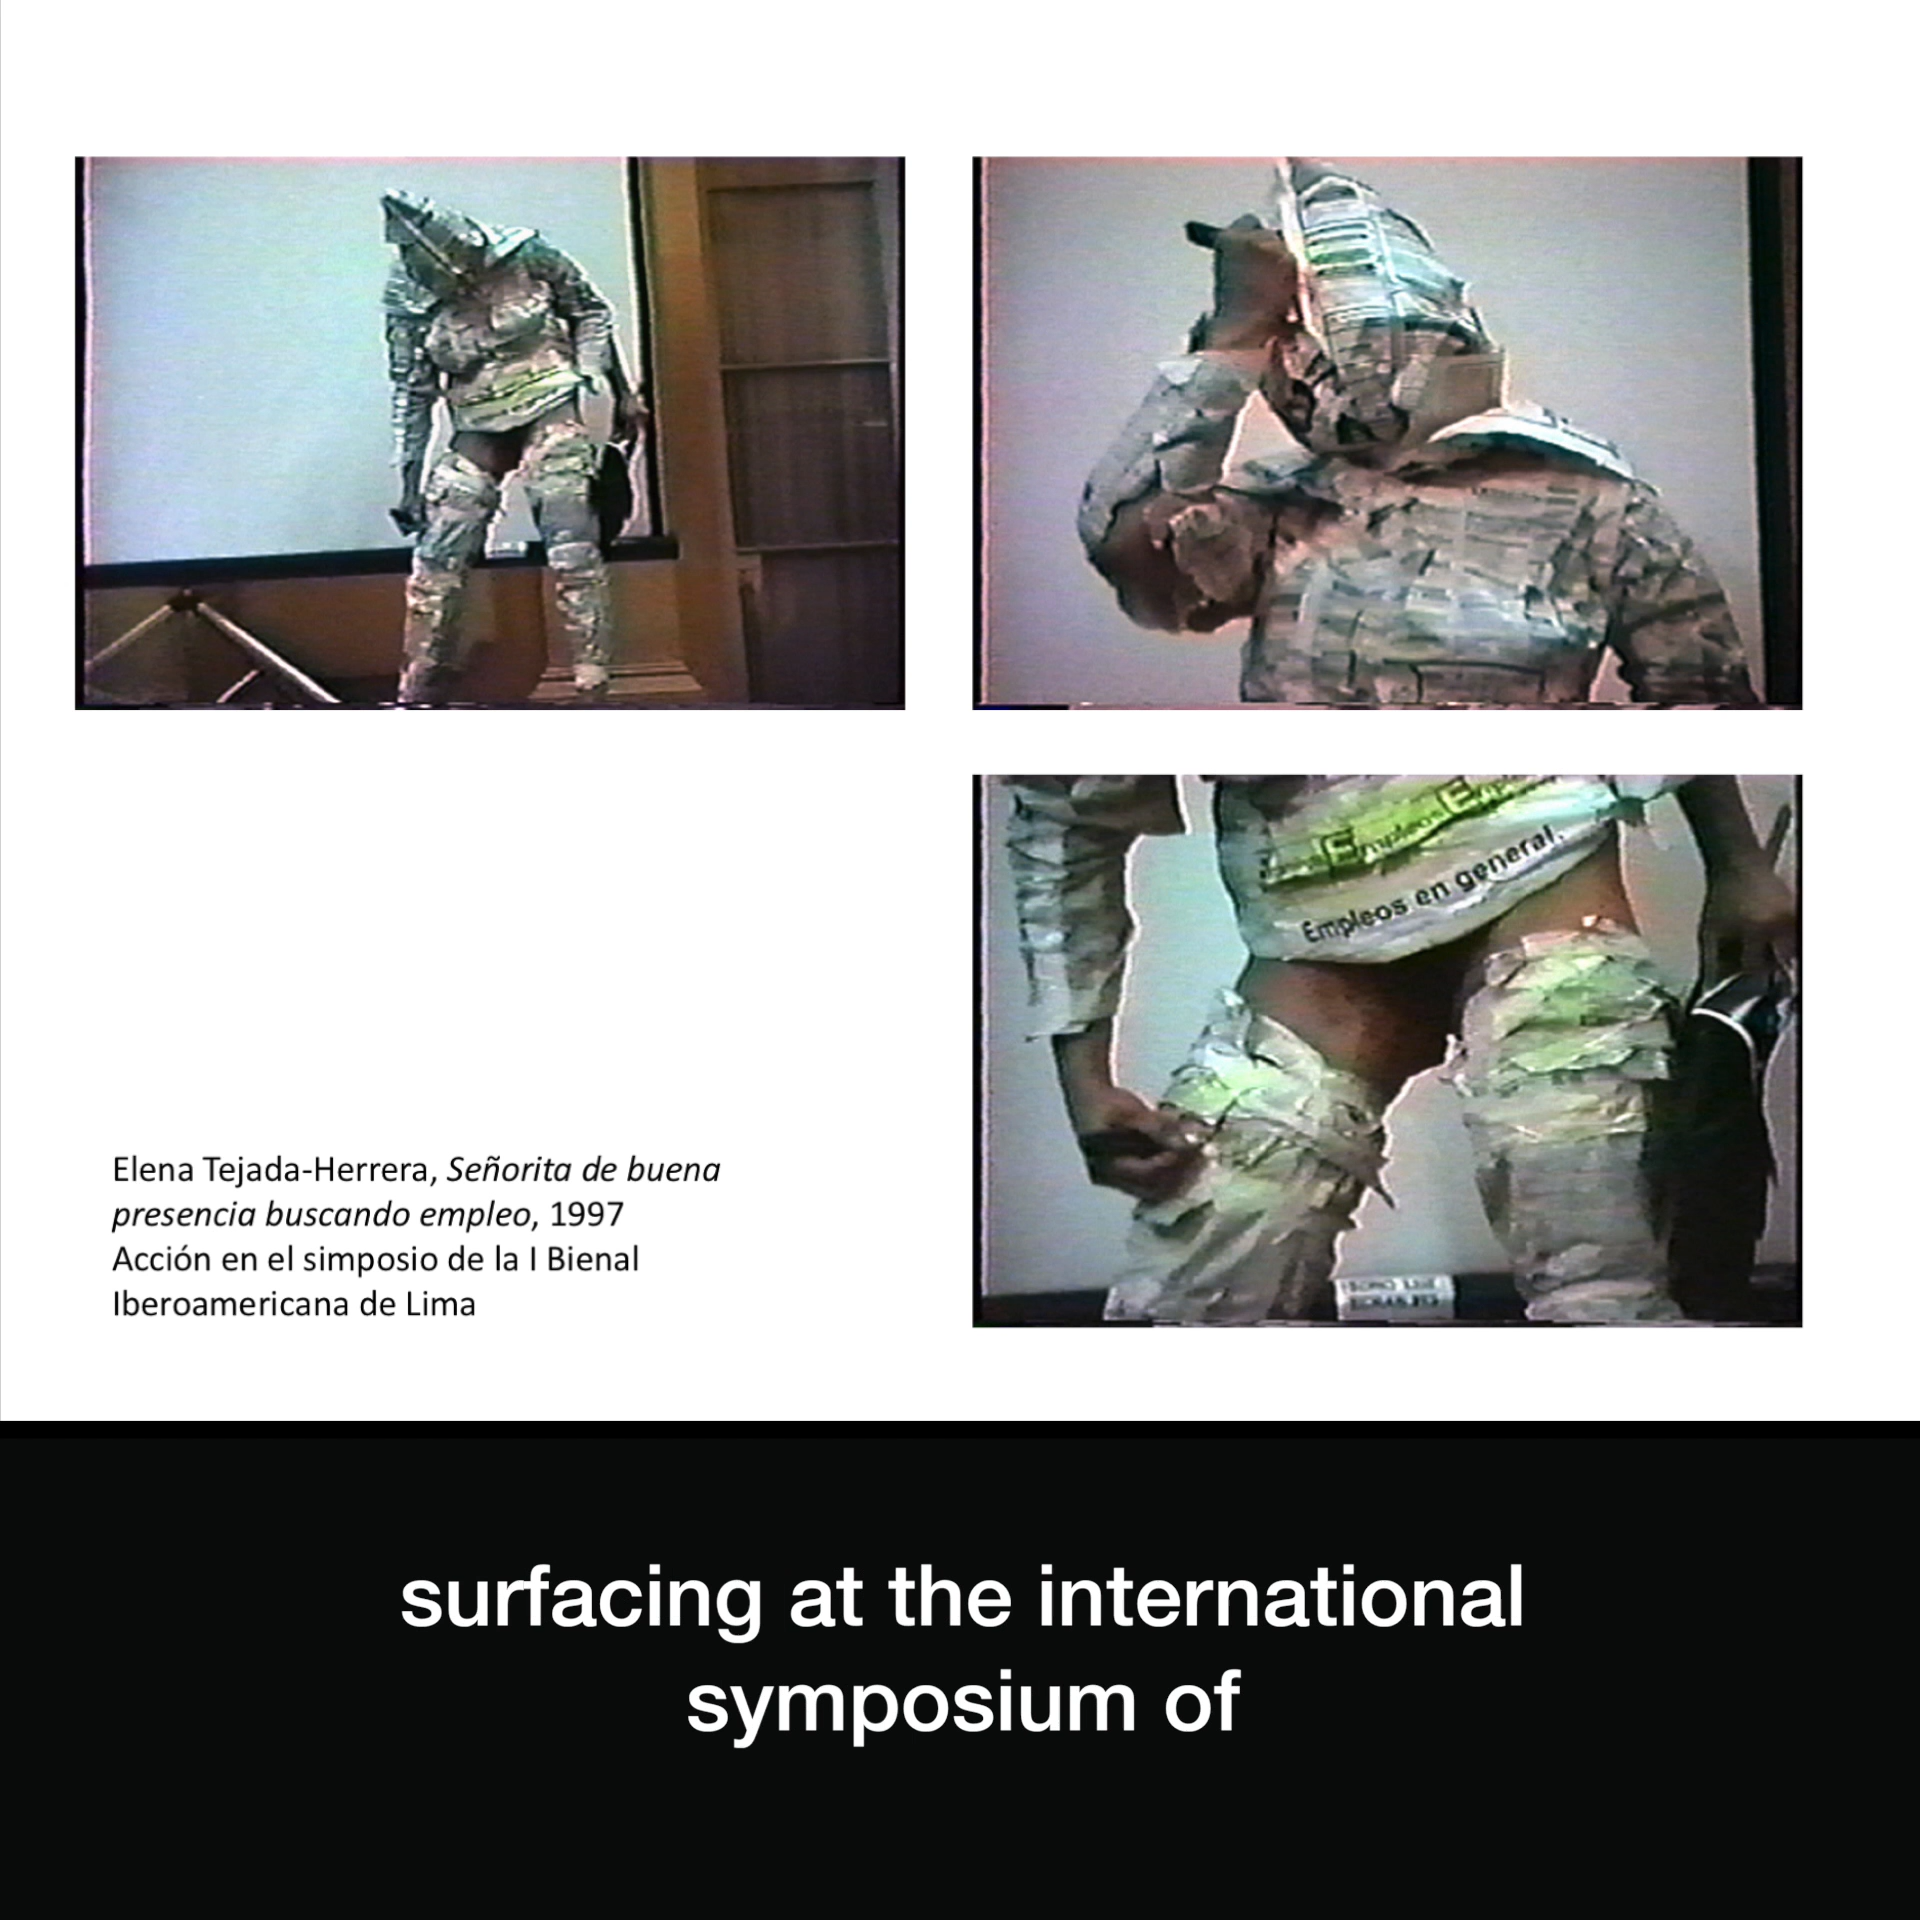 Empleos
Empleos en general.
Elena Tejada-Herrera, Señorita de buena
presencia buscando empleo, 1997
Acción en el simposio de la I Bienal
Iberoamericana de Lima
surfacing at the international
symposium of